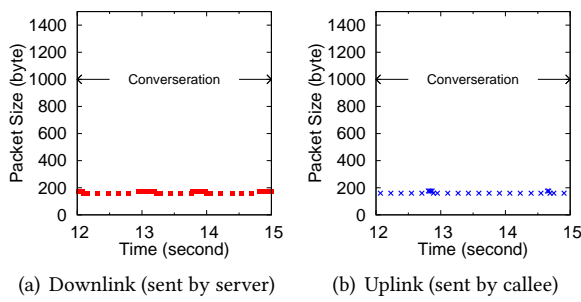 Packet Size (byte)
1400
1200
1000
800
600
400
200
0
Converseration
12 13 14 15
Time (second)
(a) Downlink (sent by server)
Packet Size (byte)
1400
1200
1000
800
600
400
200
0
Converseration
12 13 14 15
Time (second)
(b) Uplink (sent by callee)